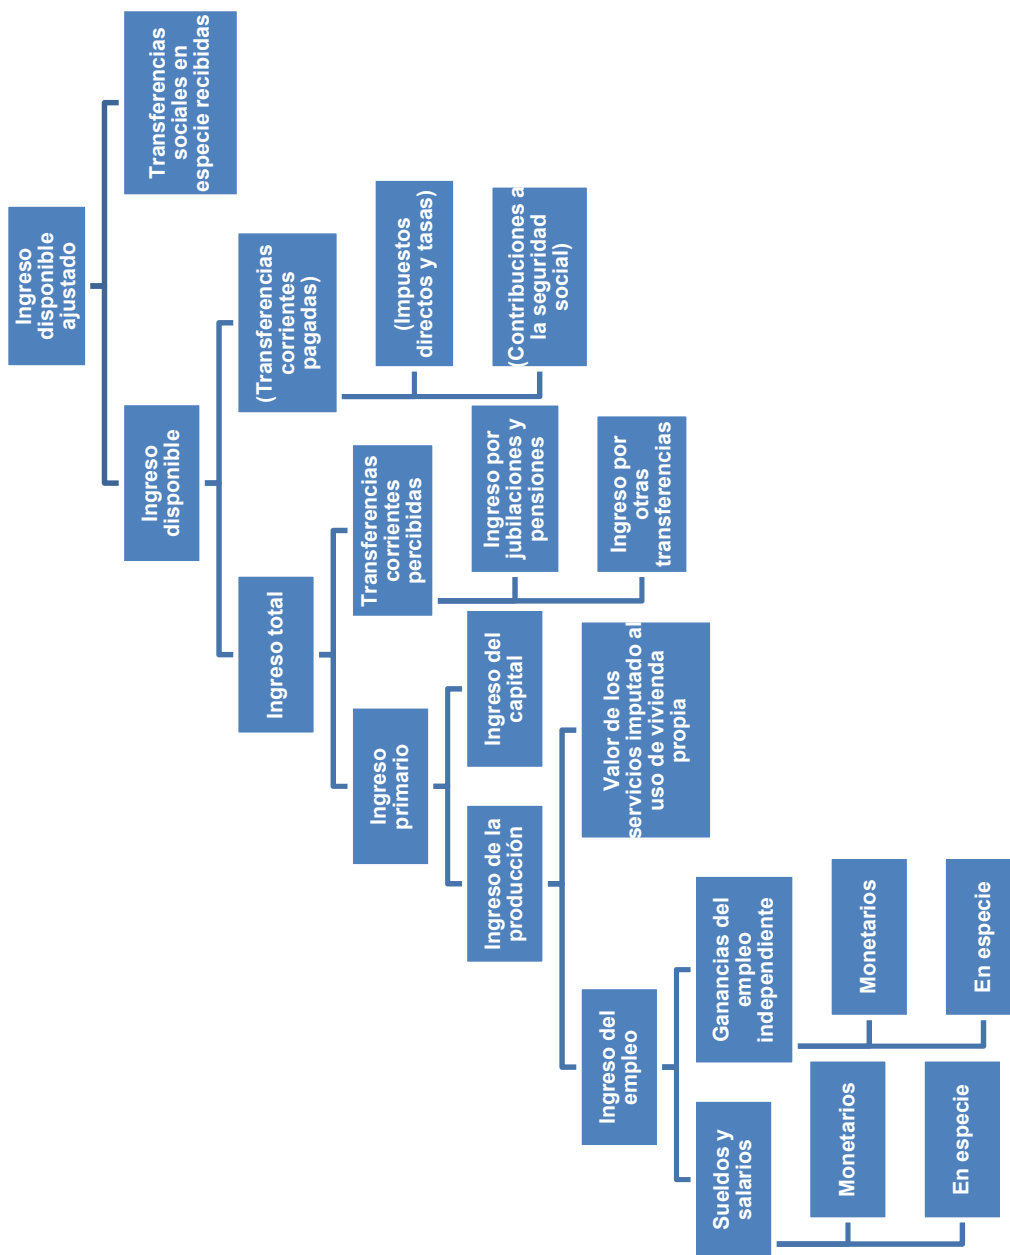 Ingreso
disponible
ajustado
Ingreso
disponible
Transferencias
sociales en
especie recibidas
Ingreso total
(Transferencias
corrientes
pagadas)
Ingreso
primario
Transferencias
corrientes
percibidas
(Impuestos
directos y tasas)
(Contribuciones a
la seguridad
social)
Ingreso de la
producción
Ingreso del
capital
Ingreso por
jubilaciones y
pensiones
Ingreso por
otras
transferencias
Ingreso del
empleo
Valor de los
servicios imputado al
uso de vivienda
propia
Sueldos y
salarios
Ganancias del
empleo
independiente
Monetarios
En especie
Monetarios
En especie